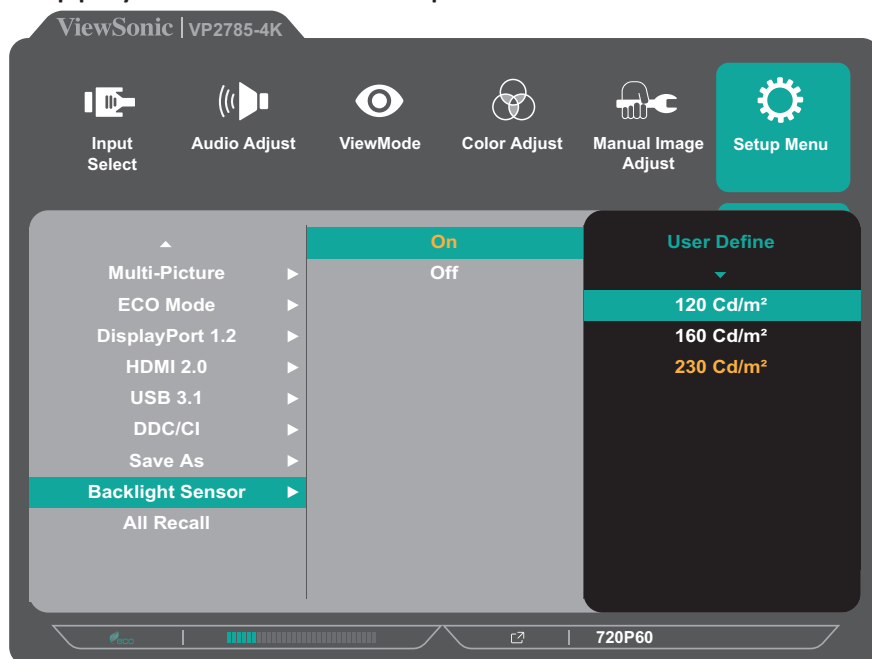 ViewSonic | VP2785-4K
Input
Select
Audio Adjust
ViewMode
Color Adjust
Manual Image
Adjust
Setup Menu
Multi-Picture
ECO Mode
DisplayPort 1.2
HDMI 2.0
USB 3.1
DDC/CI
Save As
Backlight Sensor
All Recall
On
Off
User Define
120 Cd/m²
160 Cd/m²
230 Cd/m²
eco
720P60